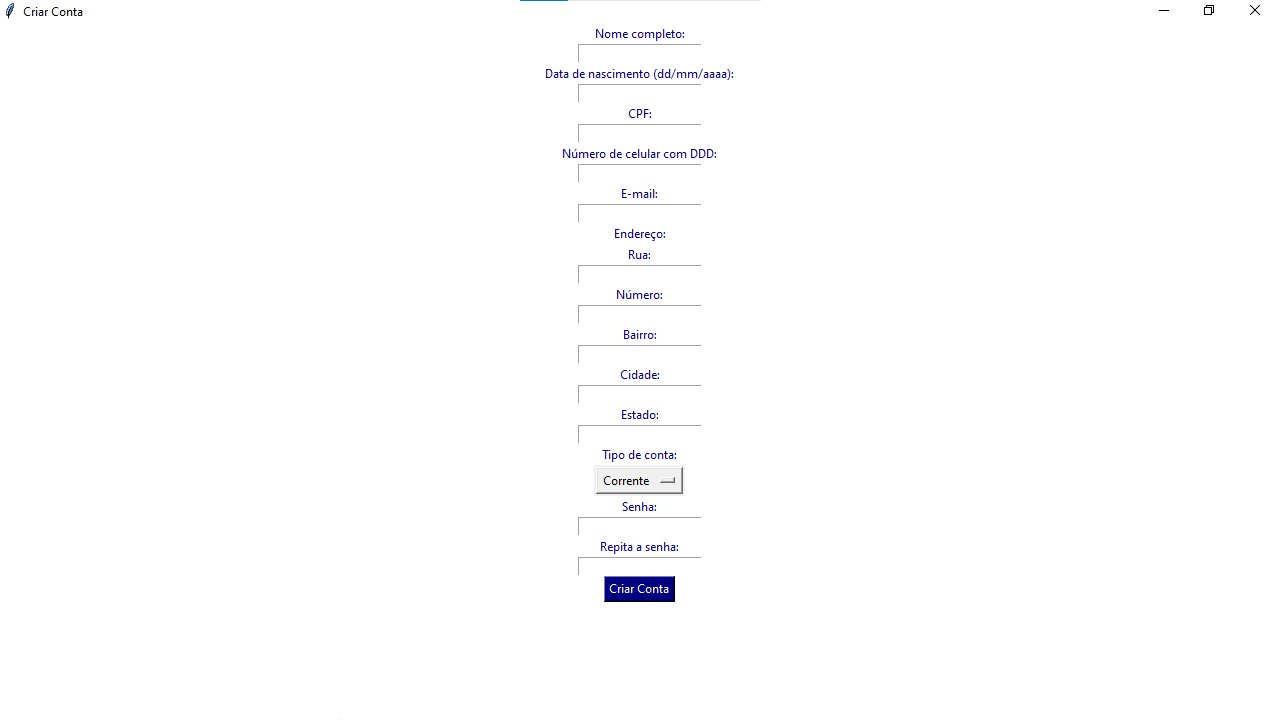 Criar Conta
Nome completo:
Data de nascimento (dd/mm/aaaa):
CPF:
Número de celular com DDD:
E-mail:
Endereço:
Rua:
Número:
Bairro:
Cidade:
Estado:
Tipo de conta:
Corrente
Senha:
Repita a senha:
Criar Conta